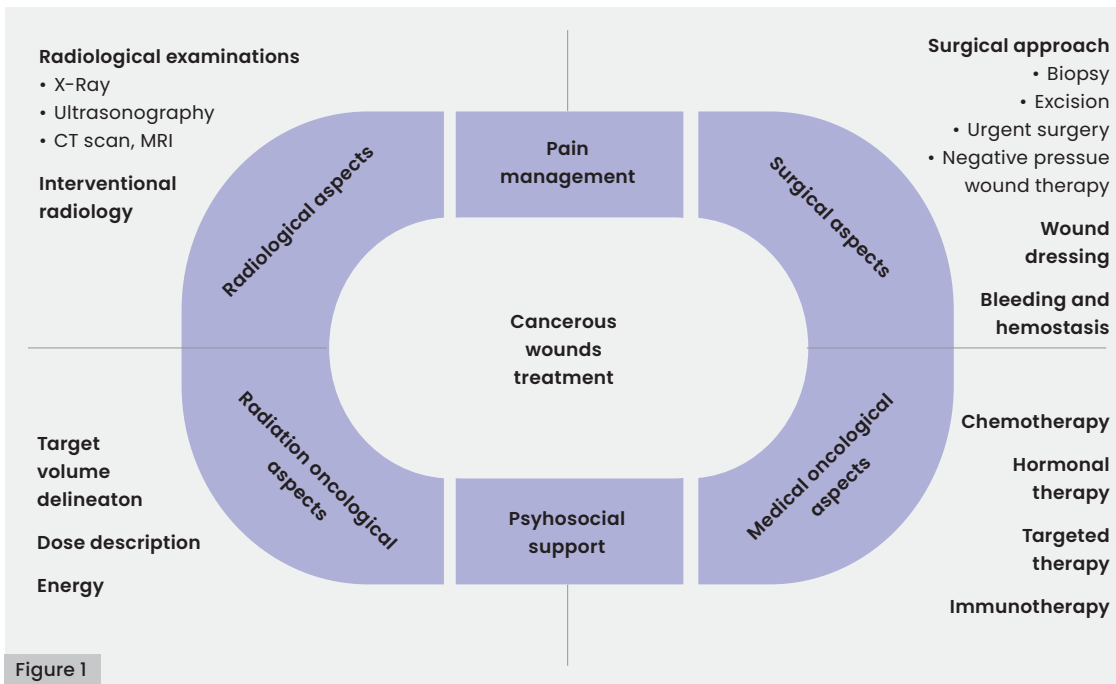 Radiological examinations
• X-Ray
• Ultrasonography
• CT scan, MRI
Interventional
radiology
Surgical approach
• Biopsy
• Excision
• Urgent surgery
• Negative pressue
wound therapy
Wound
dressing
Bleeding and
hemostasis
Radiological aspects
Pain
management
Surgical aspects
Cancerous
wounds
treatment
Radiation oncological
aspects
Psyhosocial
support
Medical oncological
aspects
Target
volume
delineaton
Dose description
Energy
Chemotherapy
Hormonal
therapy
Targeted
therapy
Immunotherapy
Figure 1